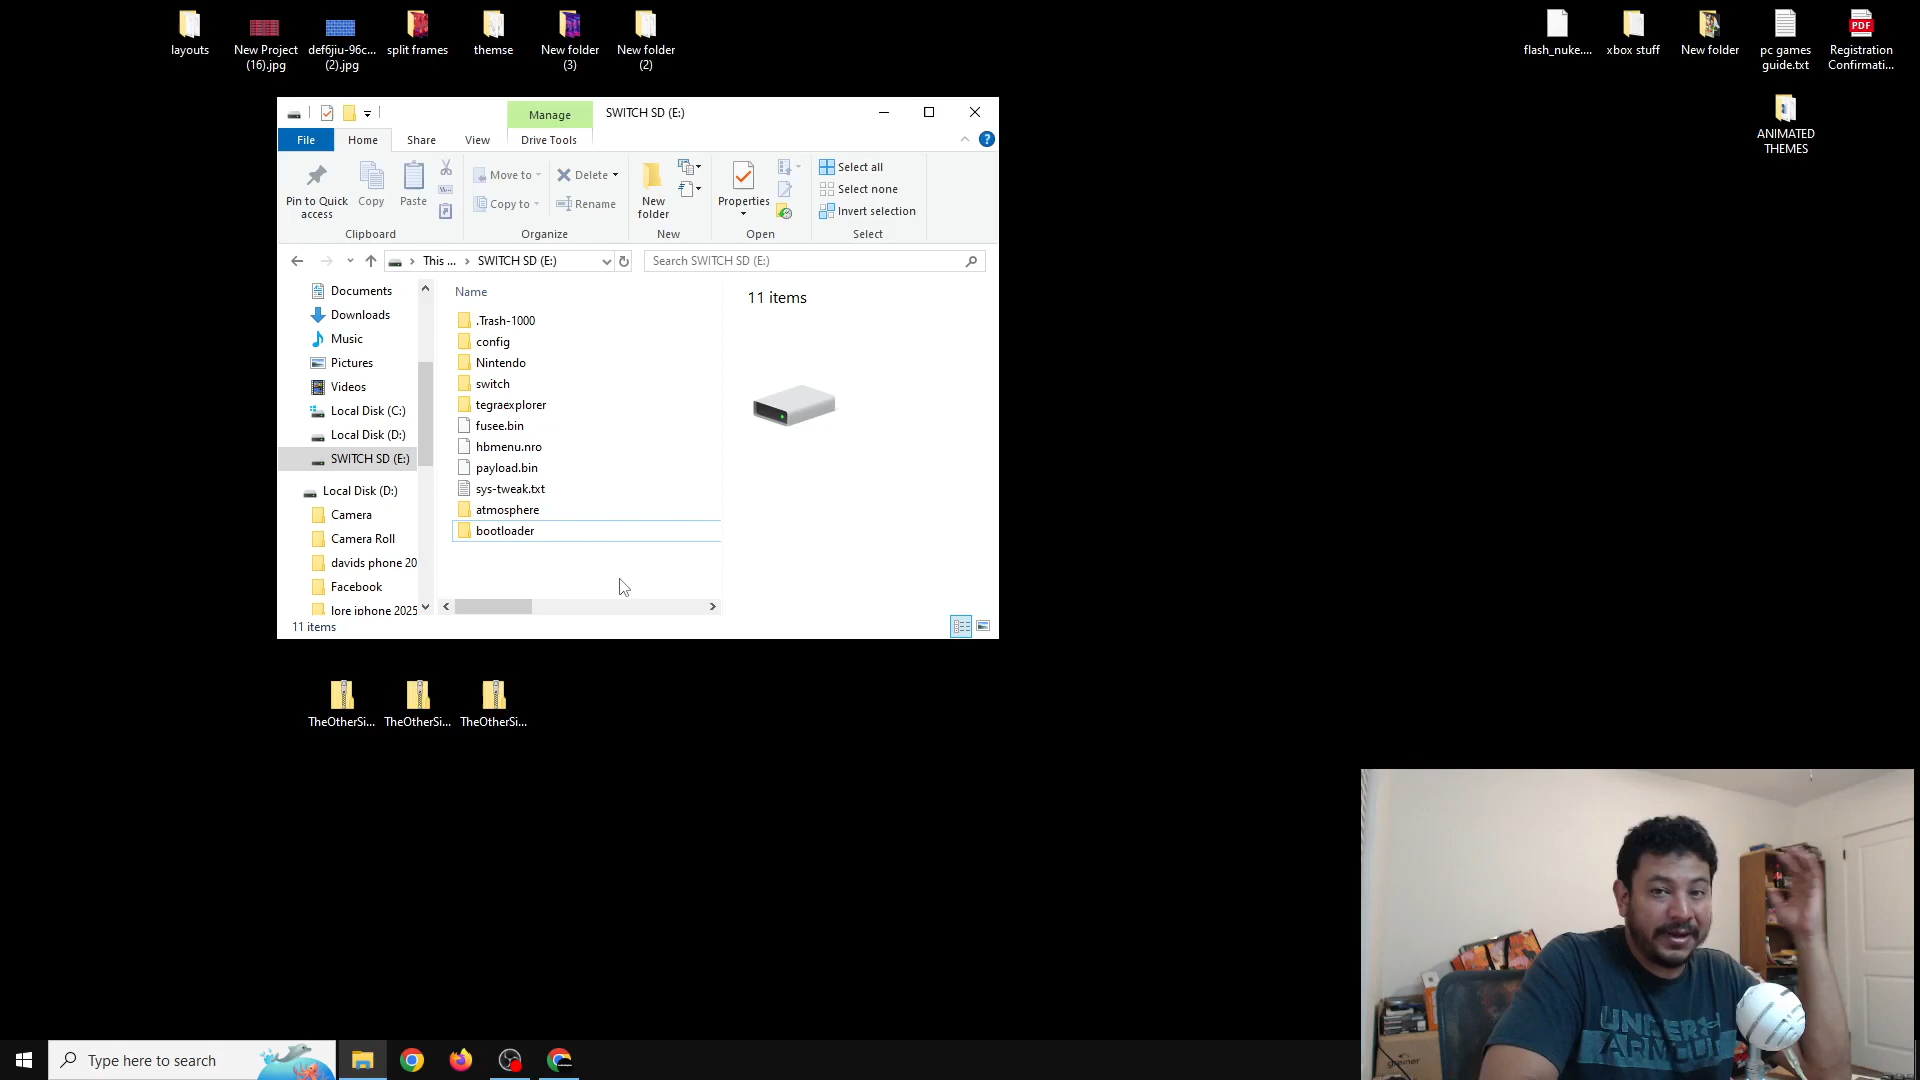 layouts
New Project (16).jpg
def6jiu-96c... (2).jpg
split frames
themse
New folder (3)
New folder (2)
flash_nuke....
xbox stuff
New folder
pc games guide.txt
Registration Confirmati...
PDF
ANIMATED THEMES
Manage
SWITCH SD (E:)
File
Home
Share
View
Drive Tools
Pin to Quick access
Copy
Paste
Move to
Copy to
Delete
Rename
New folder
Properties
Select all
Select none
Invert selection
Clipboard
Organize
New
Open
Select
This ...
SWITCH SD (E:)
Search SWITCH SD (E:)
Documents
Downloads
Music
Pictures
Videos
Local Disk (C:)
Local Disk (D:)
SWITCH SD (E:)
Local Disk (D:)
Camera
Camera Roll
davids phone 20
Facebook
lore iphone 2025
Name
.Trash-1000
config
Nintendo
switch
tegraexplorer
fusee.bin
hbmenu.nro
payload.bin
sys-tweak.txt
atmosphere
bootloader
11 items
11 items
TheOtherSi...
TheOtherSi...
TheOtherSi...
UNDER
ARMOUR
Type here to search